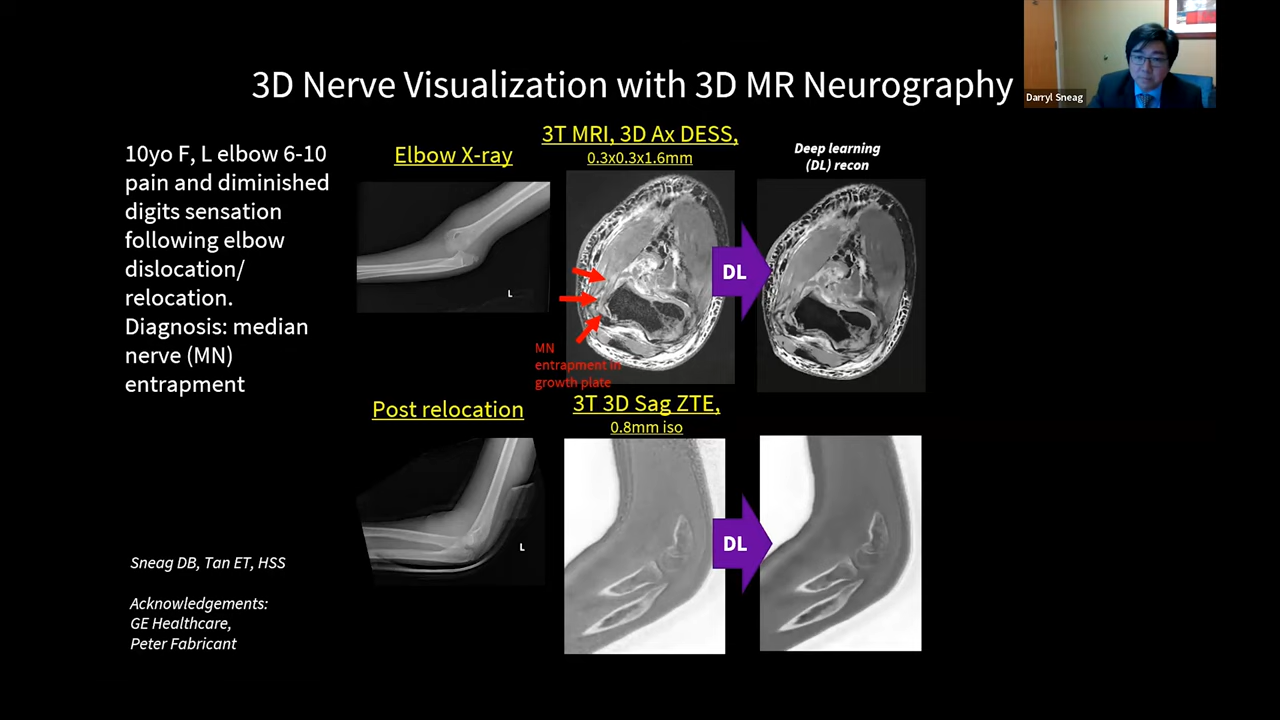 3D Nerve Visualization with 3D MR Neurography
Darryl Sneag
10yo F, L elbow 6-10
pain and diminished
digits sensation
following elbow
dislocation/
relocation.
Diagnosis: median
nerve (MN)
entrapment
Elbow X-ray
L
3T MRI, 3D Ax DESS,
0.3x0.3x1.6mm
MN
entrapment in
growth plate
DL
Deep learning
(DL) recon
Post relocation
L
3T 3D Sag ZTE,
0.8mm iso
DL
Sneag DB, Tan ET, HSS
Acknowledgements:
GE Healthcare,
Peter Fabricant